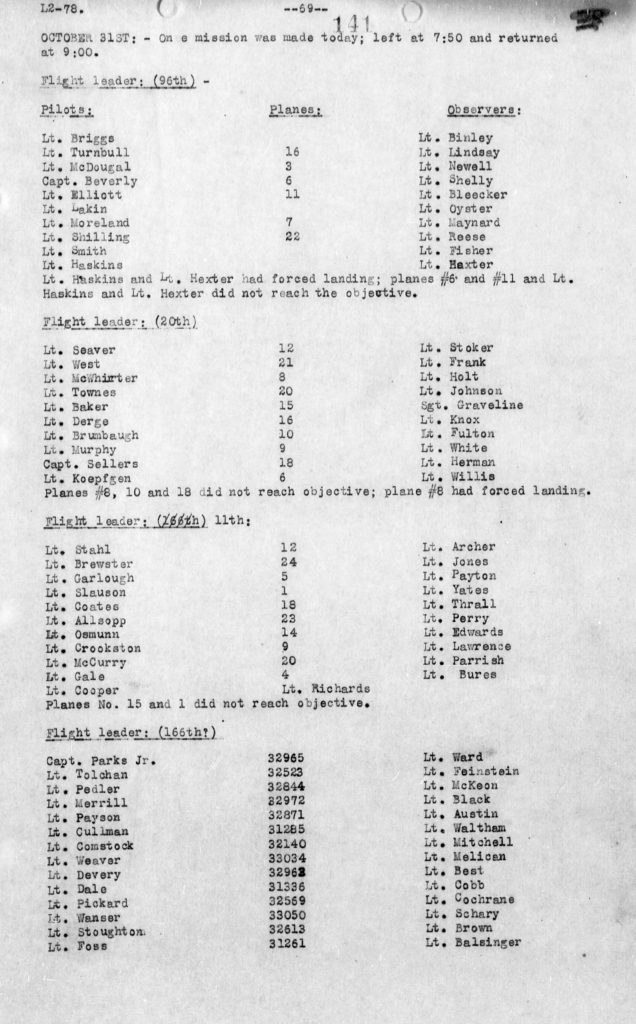 L2-78. --69--
141
OCTOBER 31ST: - On e mission was made today; left at 7:50 and returned
at 9:00.
Flight leader: (96th) -
Pilots: Planes: Observers:
Lt. Briggs Lt. Binley
Lt. Turnbull 16 Lt. Lindsay
Lt. McDougal 3 Lt. Newell
Capt. Beverly 6 Lt. Shelly
Lt. Elliott 11 Lt. Bleecker
Lt. Lakin Lt. Oyster
Lt. Moreland 7 Lt. Maynard
Lt. Shilling 22 Lt. Reese
Lt. Smith Lt. Fisher
Lt. Haskins Lt. Hexter
Lt. Haskins and Lt. Hexter had forced landing; planes #6 and #11 and Lt.
Haskins and Lt. Hexter did not reach the objective.
Flight leader: (20th)
Lt. Seaver 12 Lt. Stoker
Lt. West 21 Lt. Frank
Lt. McWhirter 8 Lt. Holt
Lt. Townes 20 Lt. Johnson
Lt. Baker 15 Sgt. Graveline
Lt. Derge 16 Lt. Knox
Lt. Brumbaugh 10 Lt. Fulton
Lt. Murphy 9 Lt. White
Capt. Sellers 18 Lt. Herman
Lt. Koepfgen 6 Lt. Willis
Planes #8, 10 and 18 did not reach objective; plane #8 had forced landing.
Flight leader: (166th) 11th:
Lt. Stahl 12 Lt. Archer
Lt. Brewster 24 Lt. Jones
Lt. Garlough 5 Lt. Payton
Lt. Slauson 1 Lt. Yates
Lt. Coates 18 Lt. Thrall
Lt. Allsopp 23 Lt. Perry
Lt. Osmunn 14 Lt. Edwards
Lt. Crookston 9 Lt. Lawrence
Lt. McCurry 20 Lt. Parrish
Lt. Gale 4 Lt. Bures
Lt. Cooper Lt. Richards
Planes No. 15 and 1 did not reach objective.
Flight leader: (166th?)
Capt. Parks Jr. 32965 Lt. Ward
Lt. Tolchan 32523 Lt. Feinstein
Lt. Pedler 32844 Lt. McKeon
Lt. Merrill 32972 Lt. Black
Lt. Payson 32871 Lt. Austin
Lt. Cullman 31285 Lt. Waltham
Lt. Comstock 32140 Lt. Mitchell
Lt. Weaver 33034 Lt. Melican
Lt. Devery 32962 Lt. Best
Lt. Dale 31336 Lt. Cobb
Lt. Pickard 32569 Lt. Cochrane
Lt. Wanser 33050 Lt. Schary
Lt. Stoughton 32613 Lt. Brown
Lt. Foss 31261 Lt. Balsinger